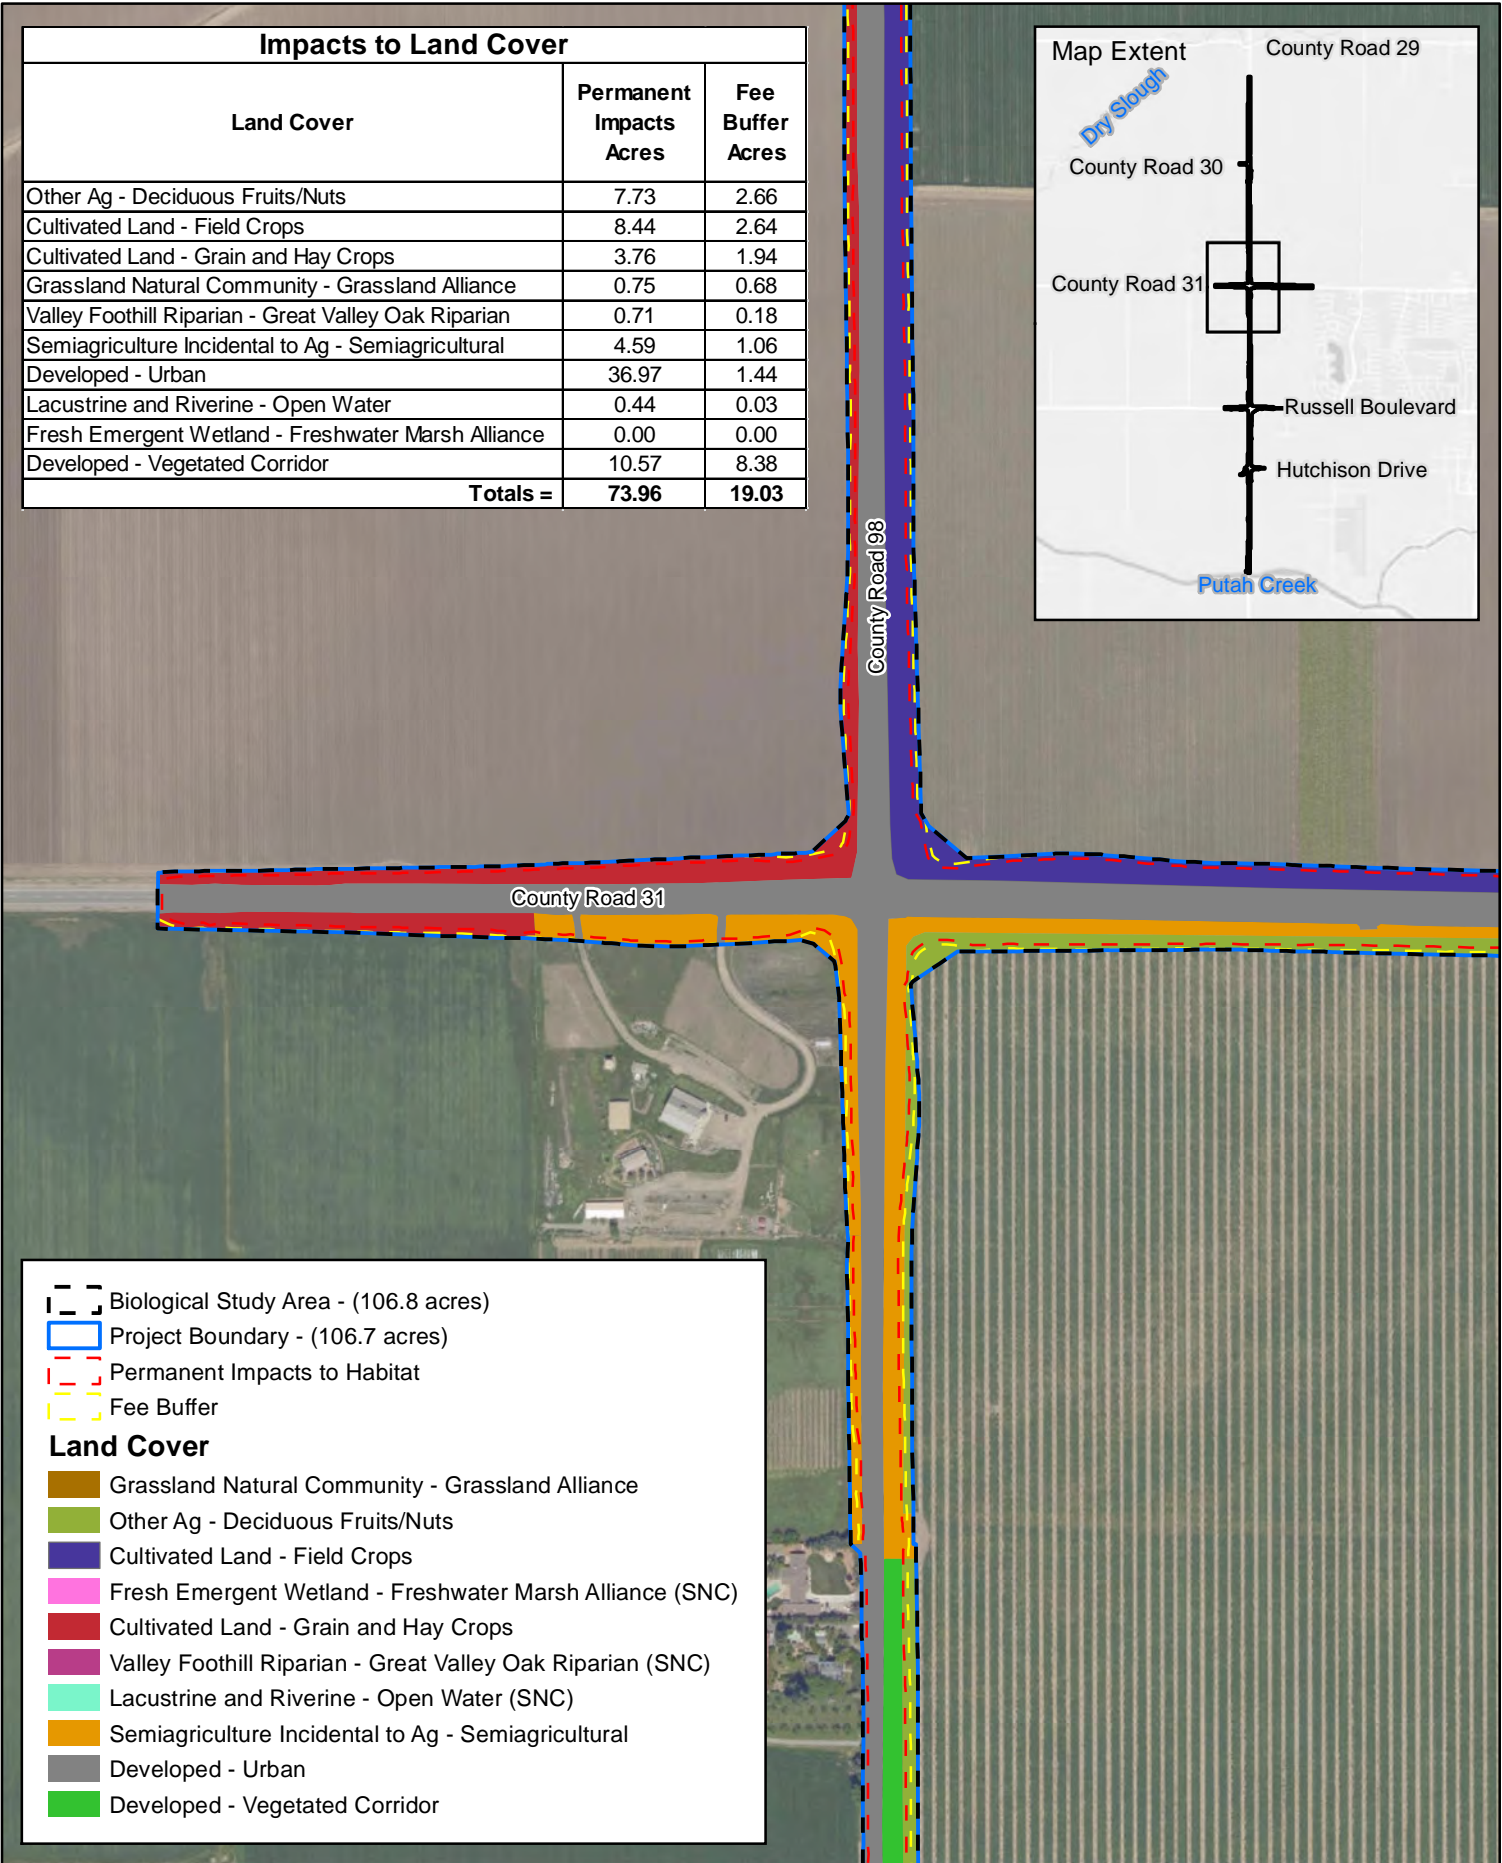 Impacts to Land Cover
Land Cover Permanent Impacts Acres Fee Buffer Acres
Other Ag - Deciduous Fruits/Nuts 7.73 2.66
Cultivated Land - Field Crops 8.44 2.64
Cultivated Land - Grain and Hay Crops 3.76 1.94
Grassland Natural Community - Grassland Alliance 0.75 0.68
Valley Foothill Riparian - Great Valley Oak Riparian 0.71 0.18
Semiagriculture Incidental to Ag - Semiagricultural 4.59 1.06
Developed - Urban 36.97 1.44
Lacustrine and Riverine - Open Water 0.44 0.03
Fresh Emergent Wetland - Freshwater Marsh Alliance 0.00 0.00
Developed - Vegetated Corridor 10.57 8.38
Totals = 73.96 19.03
Map Extent
County Road 29
Dry Slough
County Road 30
County Road 31
Russell Boulevard
Hutchison Drive
Putah Creek
County Road 98
County Road 31
Biological Study Area - (106.8 acres)
Project Boundary - (106.7 acres)
Permanent Impacts to Habitat
Fee Buffer
Land Cover
Grassland Natural Community - Grassland Alliance
Other Ag - Deciduous Fruits/Nuts
Cultivated Land - Field Crops
Fresh Emergent Wetland - Freshwater Marsh Alliance (SNC)
Cultivated Land - Grain and Hay Crops
Valley Foothill Riparian - Great Valley Oak Riparian (SNC)
Lacustrine and Riverine - Open Water (SNC)
Semiagriculture Incidental to Ag - Semiagricultural
Developed - Urban
Developed - Vegetated Corridor